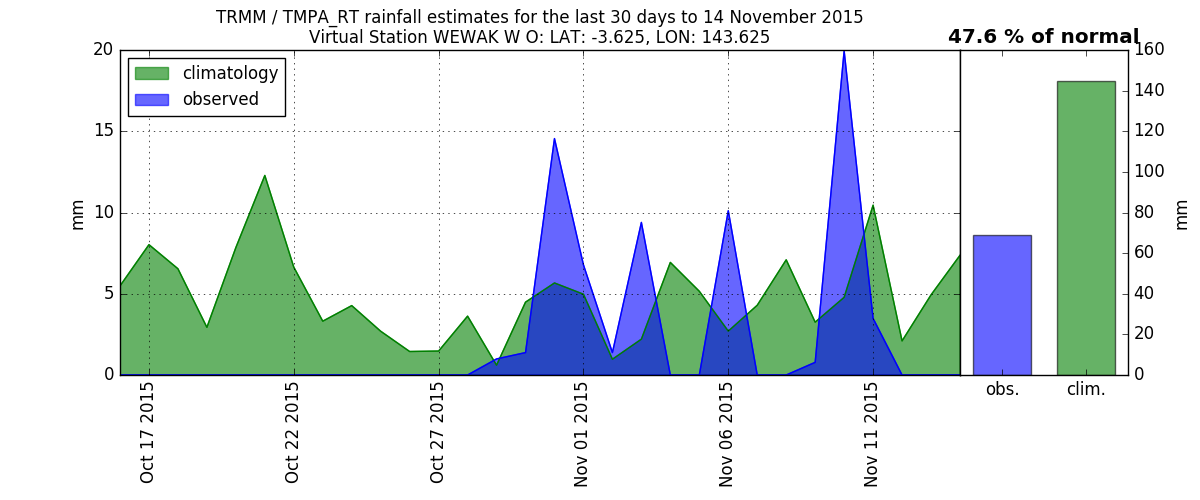 TRMM / TMPA_RT rainfall estimates for the last 30 days to 14 November 2015
Virtual Station WEWAK W O: LAT: -3.625, LON: 143.625
47.6 % of normal
climatology
observed
20
15
10
5
0
mm
Oct 17 2015
Oct 22 2015
Oct 27 2015
Nov 01 2015
Nov 06 2015
Nov 11 2015
160
140
120
100
80
60
40
20
0
mm
obs.
clim.